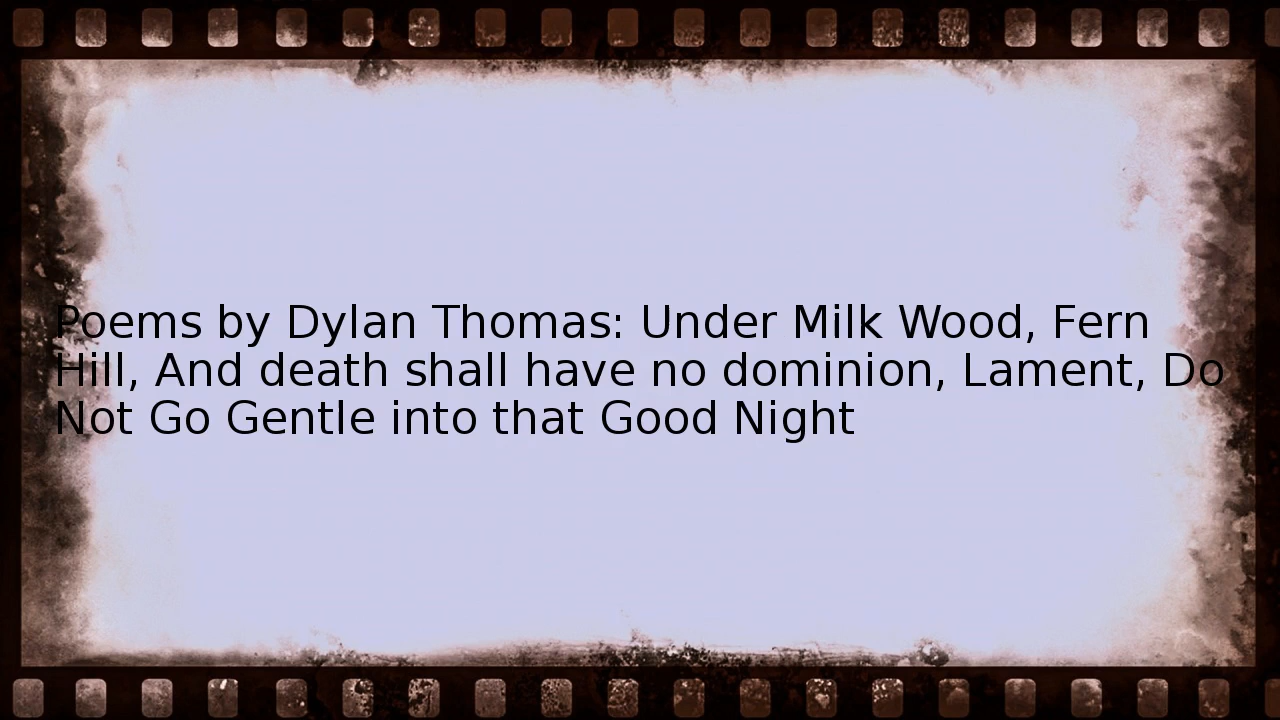 Poems by Dylan Thomas: Under Milk Wood, Fern
Hill, And death shall have no dominion, Lament, Do
Not Go Gentle into that Good Night